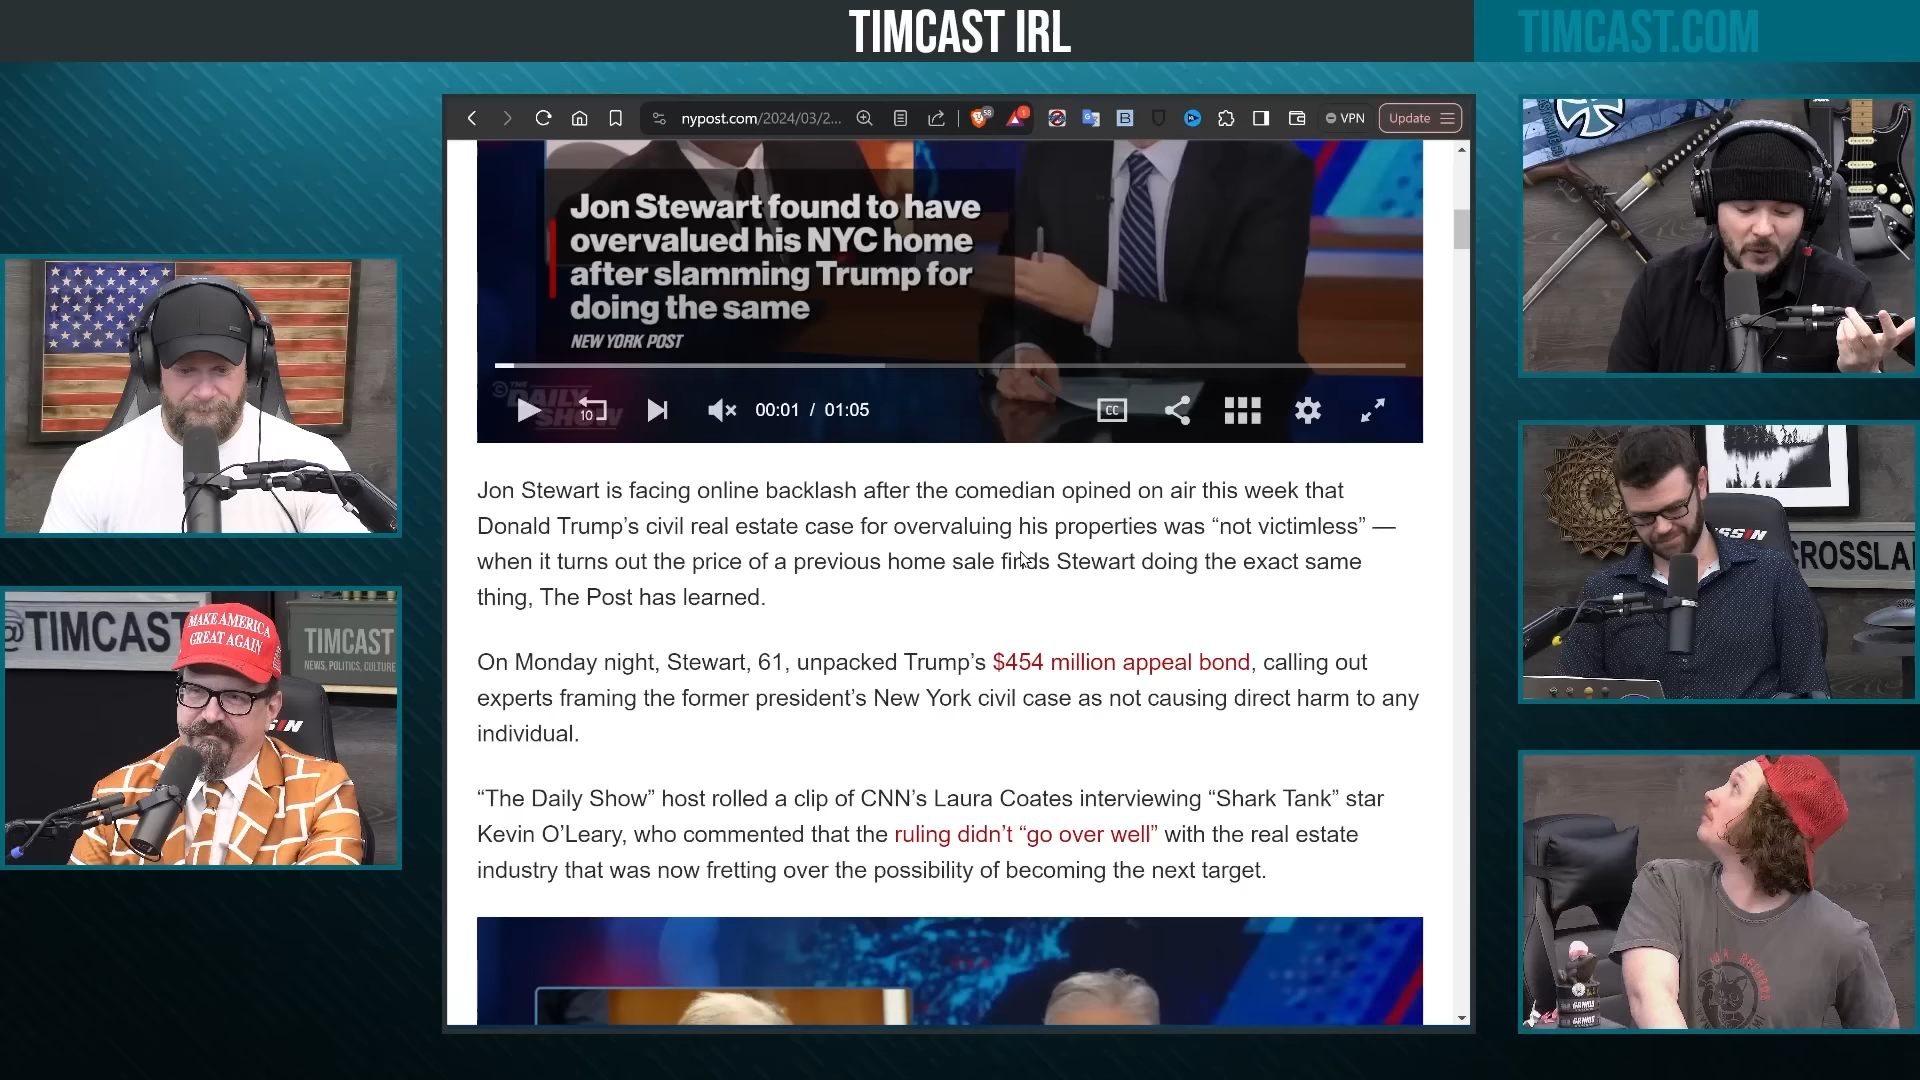 TIMCAST IRL
TIMCAST.COM
nypost.com/2024/03/2...
VPN
Update
Jon Stewart found to have
overvalued his NYC home
after slamming Trump for
doing the same
NEW YORK POST
THE
DAILY
SHOW
10
00:01 / 01:05
CC
Jon Stewart is facing online backlash after the comedian opined on air this week that
Donald Trump’s civil real estate case for overvaluing his properties was “not victimless” —
when it turns out the price of a previous home sale finds Stewart doing the exact same
thing, The Post has learned.
On Monday night, Stewart, 61, unpacked Trump’s $454 million appeal bond, calling out
experts framing the former president’s New York civil case as not causing direct harm to any
individual.
“The Daily Show” host rolled a clip of CNN’s Laura Coates interviewing “Shark Tank” star
Kevin O’Leary, who commented that the ruling didn’t “go over well” with the real estate
industry that was now fretting over the possibility of becoming the next target.
@TIMCAST
MAKE AMERICA
GREAT AGAIN
TIMCAST
NEWS, POLITICS, CULTURE
SIN
SSIN
CROSSLA